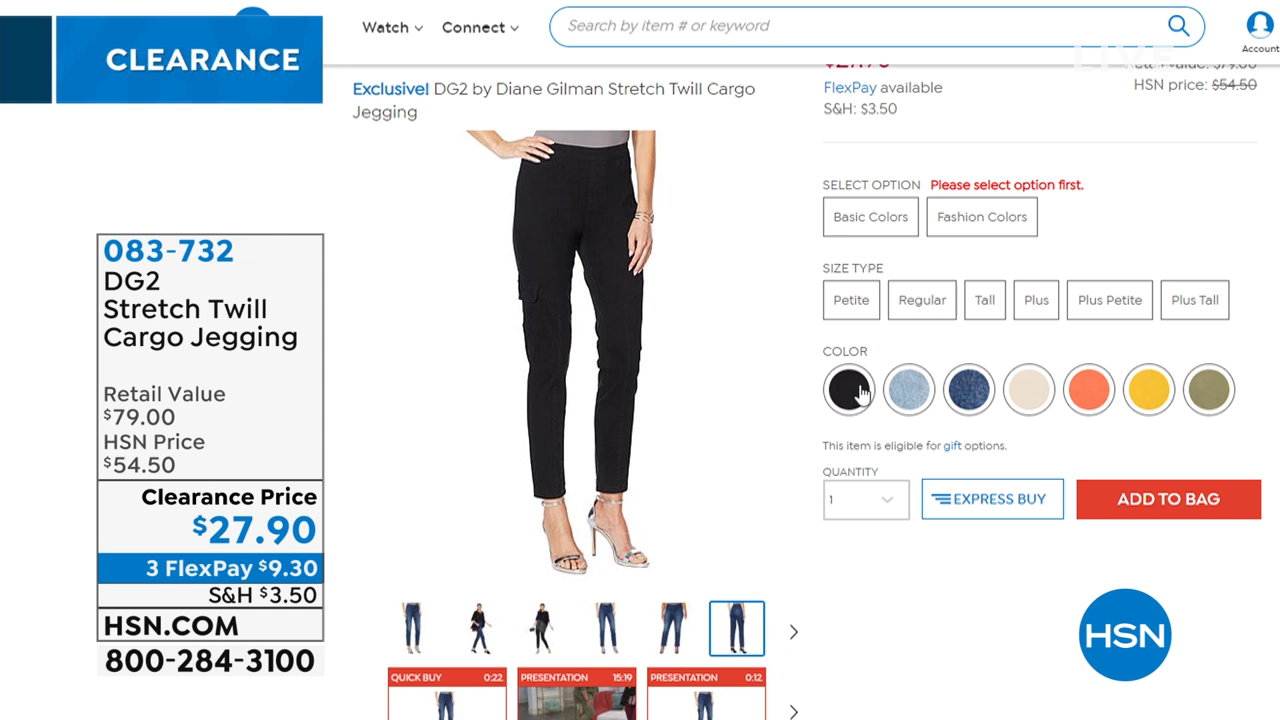 CLEARANCE
Watch
Connect
Search by item # or keyword
Account
LIVE
Exclusive! DG2 by Diane Gilman Stretch Twill Cargo
Jegging
FlexPay available
HSN price: $54.50
S&H: $3.50
SELECT OPTION Please select option first.
Basic Colors
Fashion Colors
SIZE TYPE
Petite
Regular
Tall
Plus
Plus Petite
Plus Tall
COLOR
This item is eligible for gift options.
QUANTITY
1
EXPRESS BUY
ADD TO BAG
083-732
DG2
Stretch Twill
Cargo Jegging
Retail Value
$79.00
HSN Price
$54.50
Clearance Price
$27.90
3 FlexPay $9.30
S&H $3.50
HSN.COM
800-284-3100
QUICK BUY 0:22
PRESENTATION 15:19
PRESENTATION 0:12
HSN